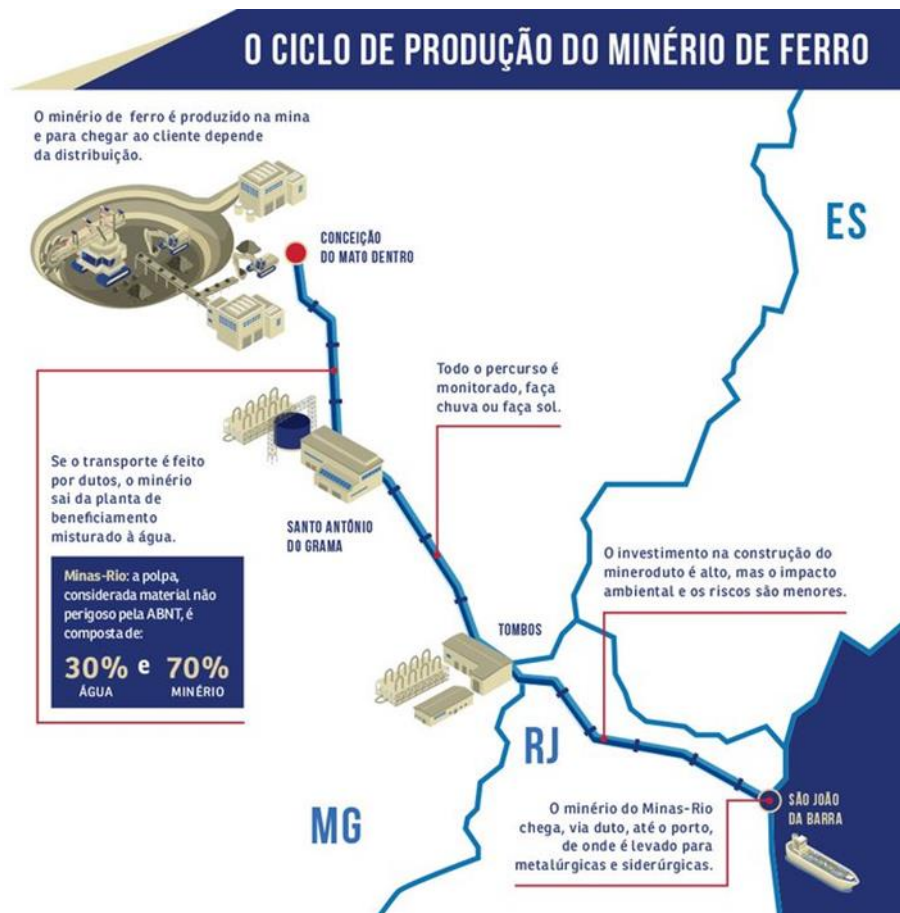 O CICLO DE PRODUÇÃO DO MINÉRIO DE FERRO
O minério de ferro é produzido na mina
e para chegar ao cliente depende
da distribuição.
ES
CONCEIÇÃO
DO MATO DENTRO
Todo o percurso é
monitorado, faça
chuva ou faça sol.
Se o transporte é feito
por dutos, o minério
sai da planta de
beneficiamento
misturado à água.
SANTO ANTÔNIO
DO GRAMA
Minas-Rio: a polpa,
considerada material não
perigoso pela ABNT, é
composta de:
30% e 70%
ÁGUA MINÉRIO
O investimento na construção do
mineroduto é alto, mas o impacto
ambiental e os riscos são menores.
TOMBOS
RJ
MG
O minério do Minas-Rio
chega, via duto, até o porto,
de onde é levado para
metalúrgicas e siderúrgicas.
SÃO JOÃO
DA BARRA